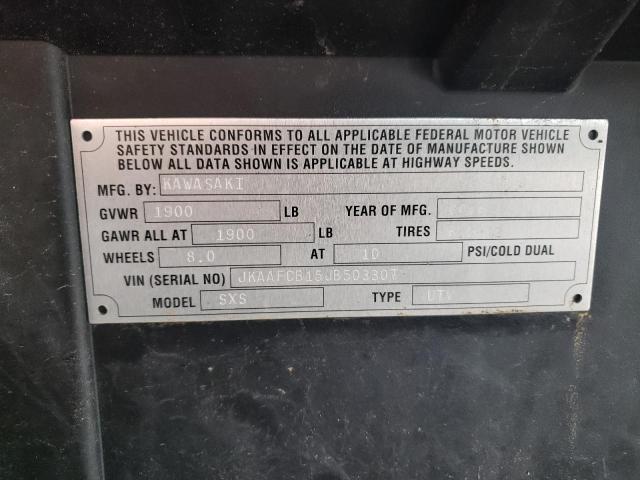 THIS VEHICLE CONFORMS TO ALL APPLICABLE FEDERAL MOTOR VEHICLE
SAFETY STANDARDS IN EFFECT ON THE DATE OF MANUFACTURE SHOWN
BELOW ALL DATA SHOWN IS APPLICABLE AT HIGHWAY SPEEDS.
MFG. BY: KAWASAKI
GVWR 1900 LB YEAR OF MFG.
GAWR ALL AT 1900 LB TIRES
WHEELS 8.0 AT 10 PSI/COLD DUAL
VIN (SERIAL NO) JKAAFCB15JB503307
MODEL SXS TYPE UTV